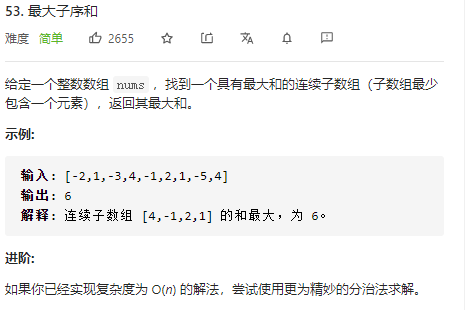 53. 最大子序和
难度 简单 2655
给定一个整数数组 nums ，找到一个具有最大和的连续子数组（子数组最少
包含一个元素），返回其最大和。
示例:
输入: [-2,1,-3,4,-1,2,1,-5,4]
输出: 6
解释: 连续子数组 [4,-1,2,1] 的和最大，为 6。
进阶:
如果你已经实现复杂度为 O(n) 的解法，尝试使用更为精妙的分治法求解。